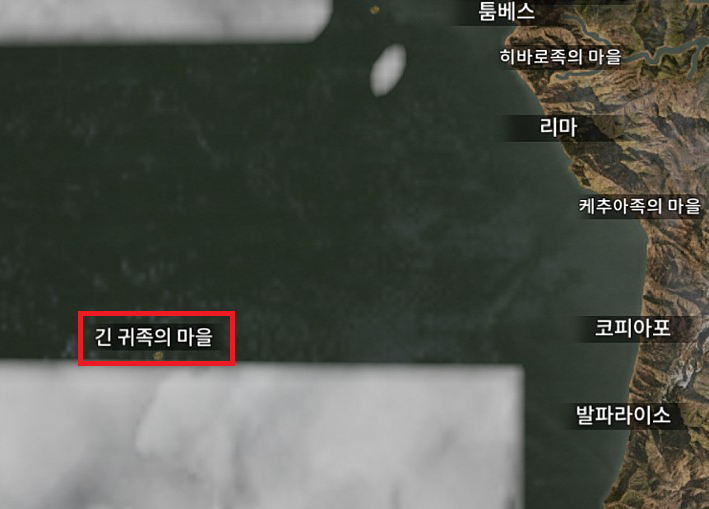 툼베스
히바로족의 마을
리마
케추아족의 마을
코피아포
긴 귀족의 마을
발파라이소